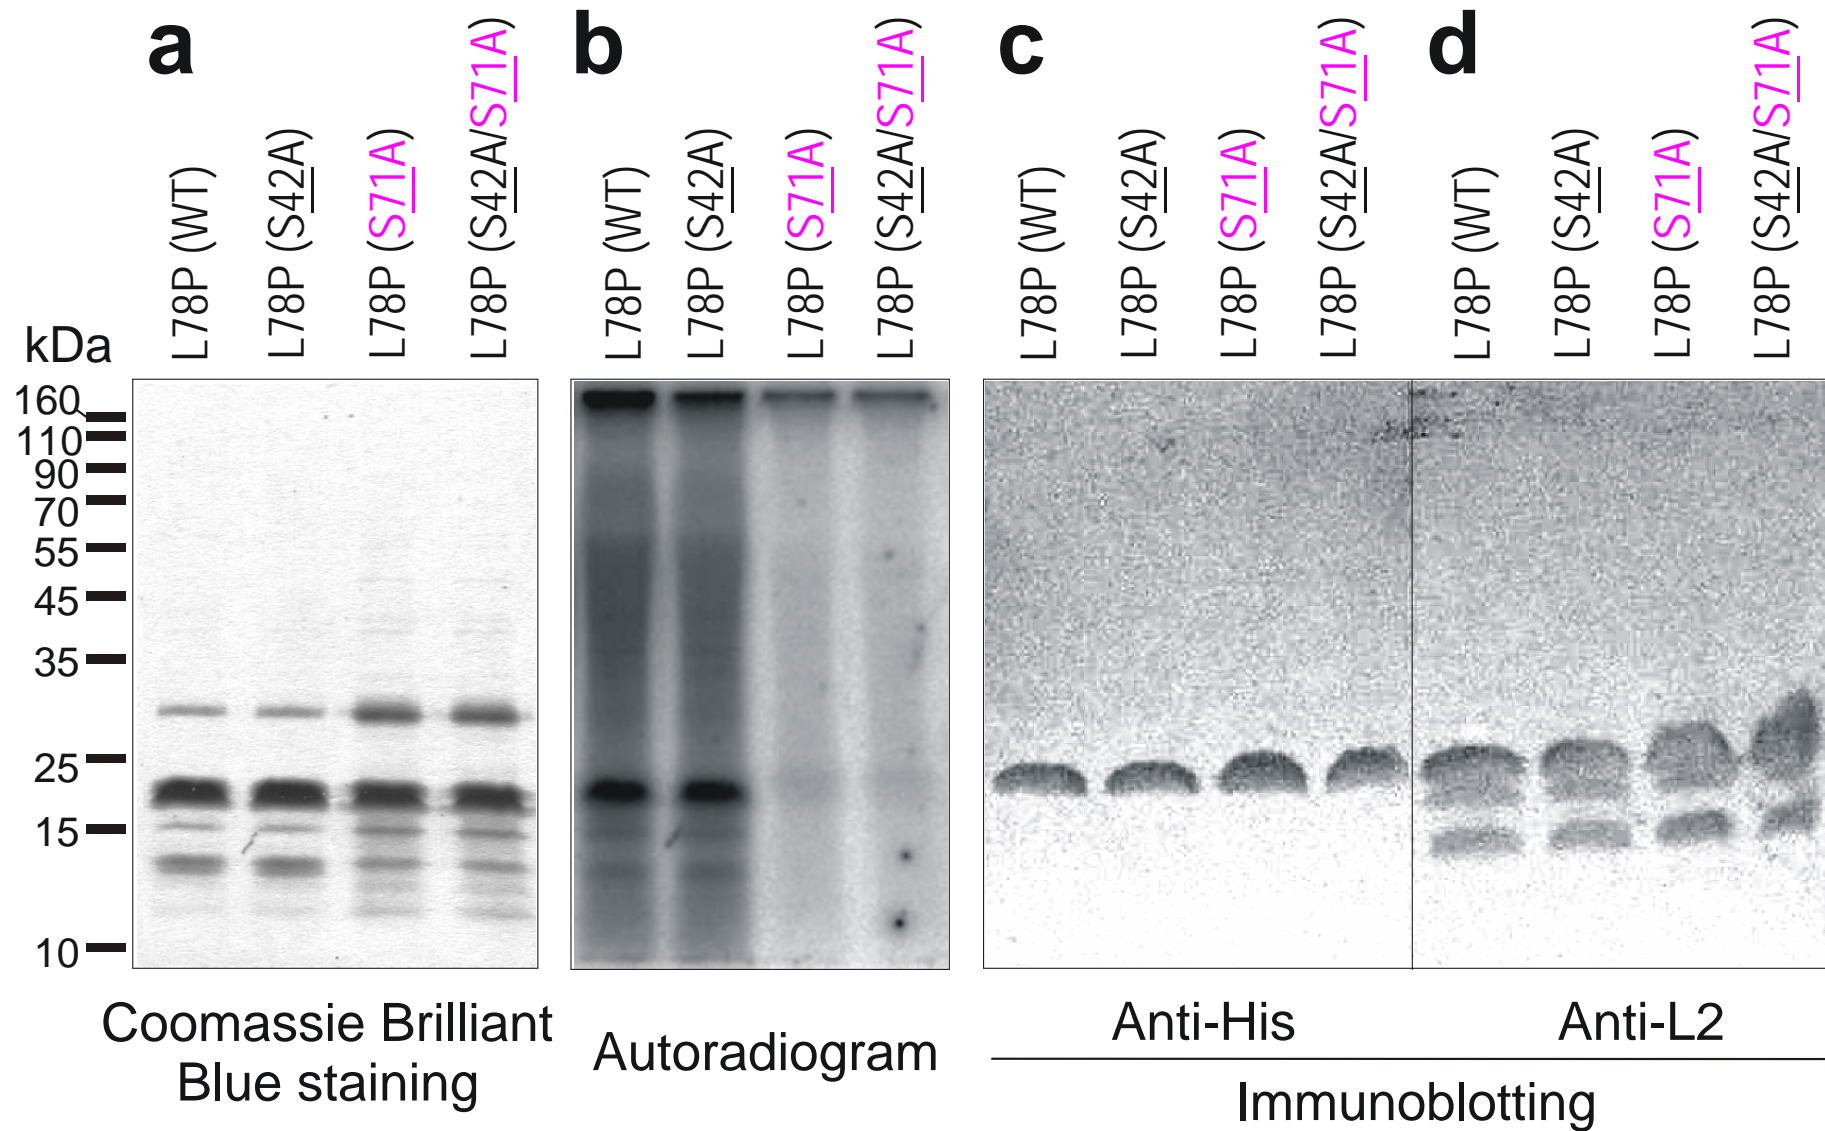 a
L78P (WT)
L78P (S42A)
L78P (S71A)
L78P (S42A/S71A)
b
L78P (WT)
L78P (S42A)
L78P (S71A)
L78P (S42A/S71A)
c
L78P (WT)
L78P (S42A)
L78P (S71A)
L78P (S42A/S71A)
d
L78P (WT)
L78P (S42A)
L78P (S71A)
L78P (S42A/S71A)
kDa
160
110
90
70
55
45
35
25
15
10
Coomassie Brilliant
Blue staining
Autoradiogram
Anti-His
Anti-L2
Immunoblotting